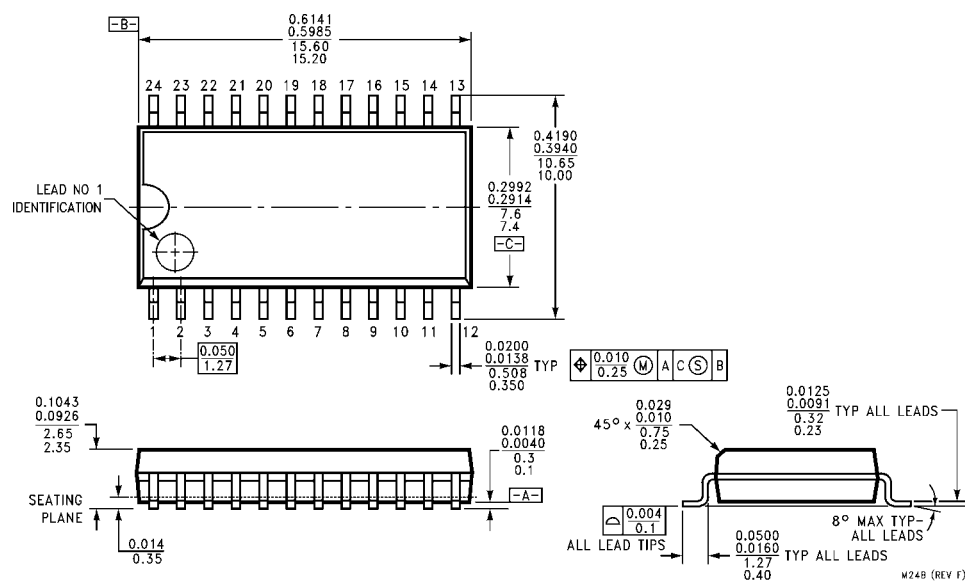 -B-
0.6141
0.5985
15.60
15.20
24 23 22 21 20 19 18 17 16 15 14 13
LEAD NO 1
IDENTIFICATION
0.4190
0.3940
10.65
10.00
0.2992
0.2914
7.6
7.4
-C-
1 2 3 4 5 6 7 8 9 10 11 12
0.050
1.27
0.0200
0.0138
0.508
0.350
TYP
0.010
0.25
M A C S B
0.1043
0.0926
2.65
2.35
0.0118
0.0040
0.3
0.1
-A-
SEATING
PLANE
0.014
0.35
45° x
0.029
0.010
0.75
0.25
0.0125
0.0091
0.32
0.23
TYP ALL LEADS
0.004
0.1
ALL LEAD TIPS
0.0500
0.0160
1.27
0.40
TYP ALL LEADS
8° MAX TYP-
ALL LEADS
M24B (REV F)